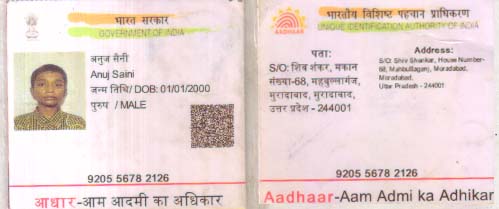 भारत सरकार
GOVERNMENT OF INDIA
अनुज सैनी
Anuj Saini
जन्म तिथि/ DOB: 01/01/2000
पुरुष / MALE
9205 5678 2126
आधार-आम आदमी का अधिकार
भारतीय विशिष्ट पहचान प्राधिकरण
UNIQUE IDENTIFICATION AUTHORITY OF INDIA
AADHAAR
पता:
S/O: शिव शंकर, मकान
संख्या-68, महबुल्लागंज,
मुरादाबाद, मुरादाबाद,
उत्तर प्रदेश - 244001
Address:
S/O: Shiv Shankar, House Number-
68, Mahbulllaganj, Moradabad,
Moradabad,
Uttar Pradesh - 244001
9205 5678 2126
Aadhaar-Aam Admi ka Adhikar